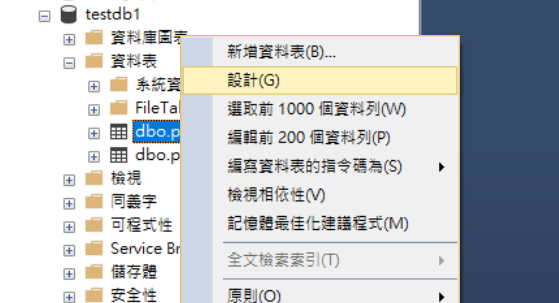 testdb1
資料庫圖表
資料表
系統資
FileTa
dbo.p
dbo.p
檢視
同義字
可程式性
Service Br
儲存體
安全性
新增資料表(B)...
設計(G)
選取前 1000 個資料列(W)
編輯前 200 個資料列(P)
編寫資料表的指令碼為(S)
檢視相依性(V)
記憶體最佳化建議程式(M)
全文檢索索引(T)
原則(O)